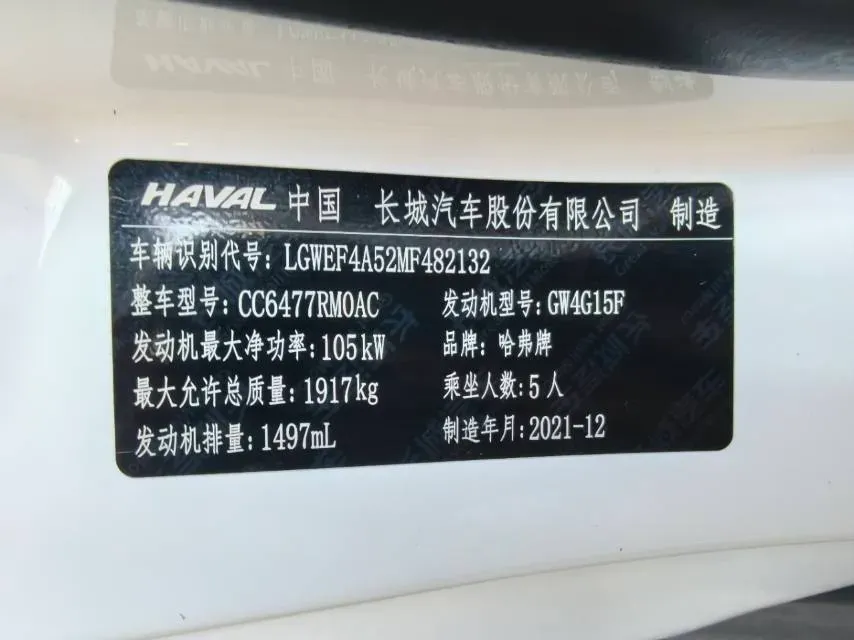 HAVAL 中国 长城汽车股份有限公司 制造
车辆识别代号: LGWEF4A52MF482132
整车型号: CC6477RM0AC 发动机型号: GW4G15F
发动机最大净功率: 105kW 品牌: 哈弗牌
最大允许总质量: 1917kg 乘坐人数: 5人
发动机排量: 1497mL 制造年月: 2021-12